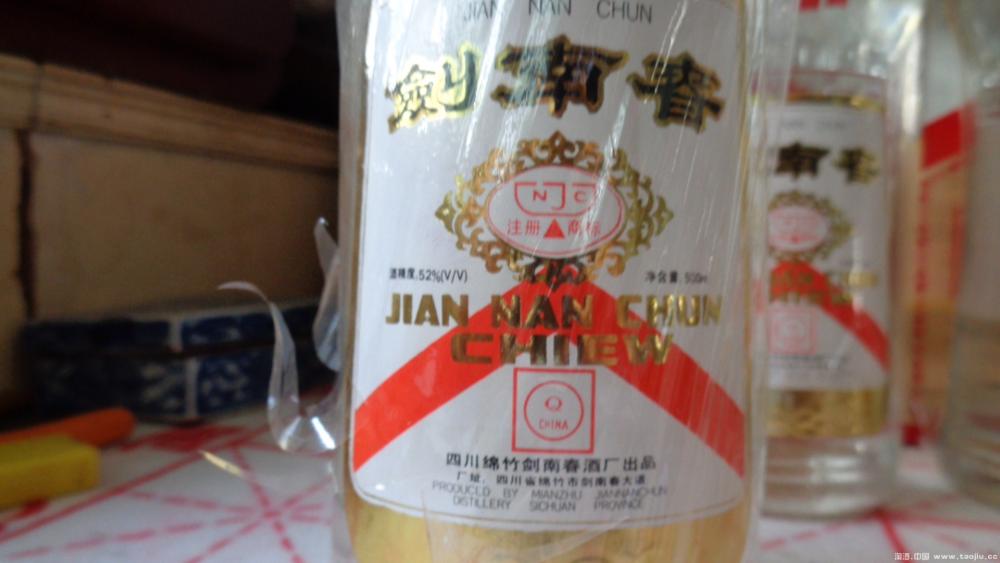 JIAN NAN CHUN
劍南春
NJC
注册 商标
酒精度.52%(V/V)
净含量.500ml
JIAN NAN CHUN
CHIEW
Q
CHINA
四川绵竹剑南春酒厂出品
厂址. 四川省绵竹市剑南春大道
PRODUCED BY MIANZHU JIANNANCHUN
DISTILLERY SICHUAN PROVINCE
南春
淘酒.中国 www.taojiu.cc